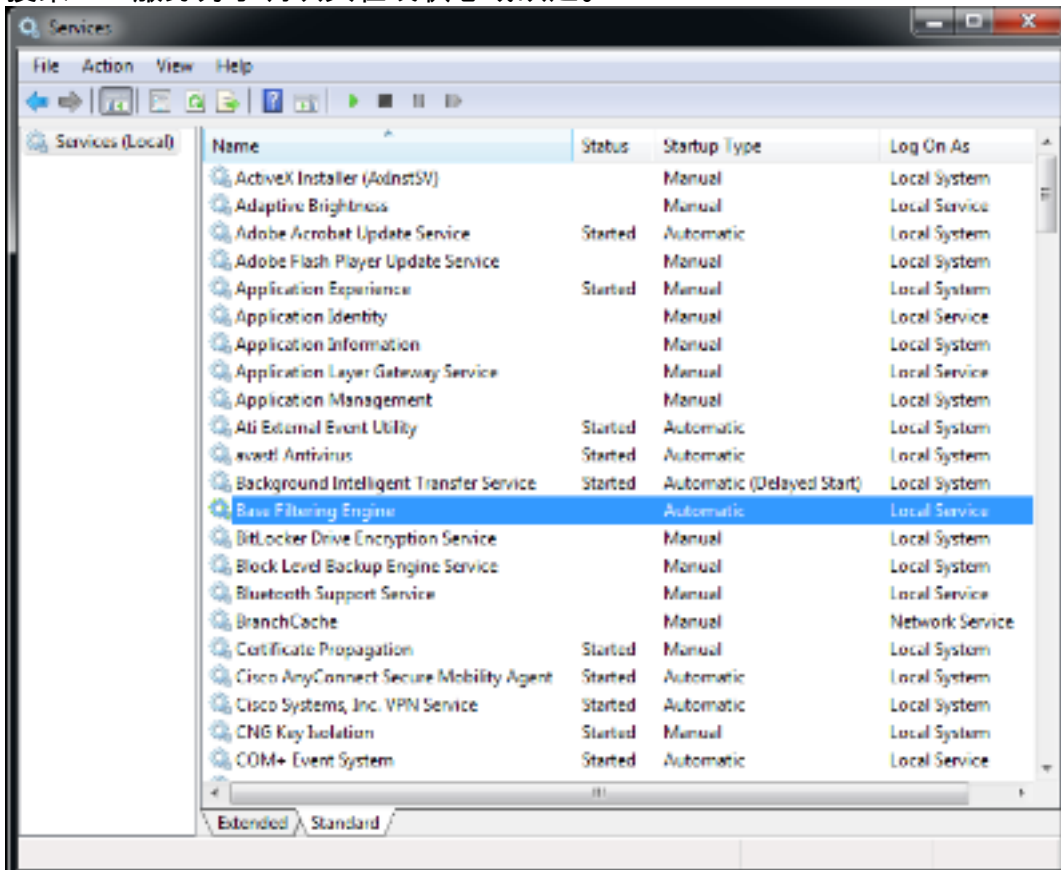 Services
File Action View Help
Services (Local)
Name Status Startup Type Log On As
ActiveX Installer (AxInstSV) Manual Local System
Adaptive Brightness Manual Local Service
Adobe Acrobat Update Service Started Automatic Local System
Adobe Flash Player Update Service Manual Local System
Application Experience Started Manual Local System
Application Identity Manual Local Service
Application Information Manual Local System
Application Layer Gateway Service Manual Local Service
Application Management Manual Local System
Ati External Event Utility Started Automatic Local System
avast! Antivirus Started Automatic Local System
Background Intelligent Transfer Service Started Automatic (Delayed Start) Local System
Base Filtering Engine Automatic Local Service
BitLocker Drive Encryption Service Manual Local System
Block Level Backup Engine Service Manual Local System
Bluetooth Support Service Manual Local Service
BranchCache Manual Network Service
Certificate Propagation Started Manual Local System
Cisco AnyConnect Secure Mobility Agent Started Automatic Local System
Cisco Systems, Inc. VPN Service Started Automatic Local System
CNG Key Isolation Started Manual Local System
COM+ Event System Started Automatic Local Service
Extended Standard